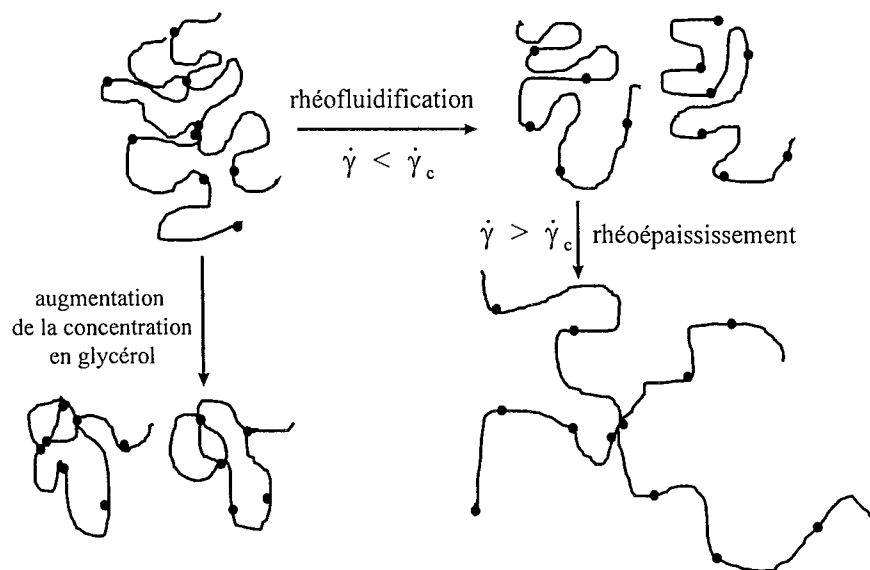 rhéofluidification
γ̇ < γ̇ c
γ̇ > γ̇ c rhéoépaississement
augmentation
de la concentration
en glycérol